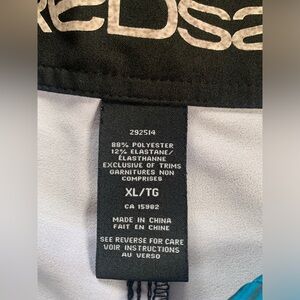 REDSa
292514
88% POLYESTER
12% ELASTANE/
ÉLASTHANNE
EXCLUSIVE OF TRIMS
GARNITURES NON
COMPRISES
XL/TG
CA 15982
MADE IN CHINA
FAIT EN CHINE
SEE REVERSE FOR CARE
VOIR INSTRUCTIONS
AU VERSO